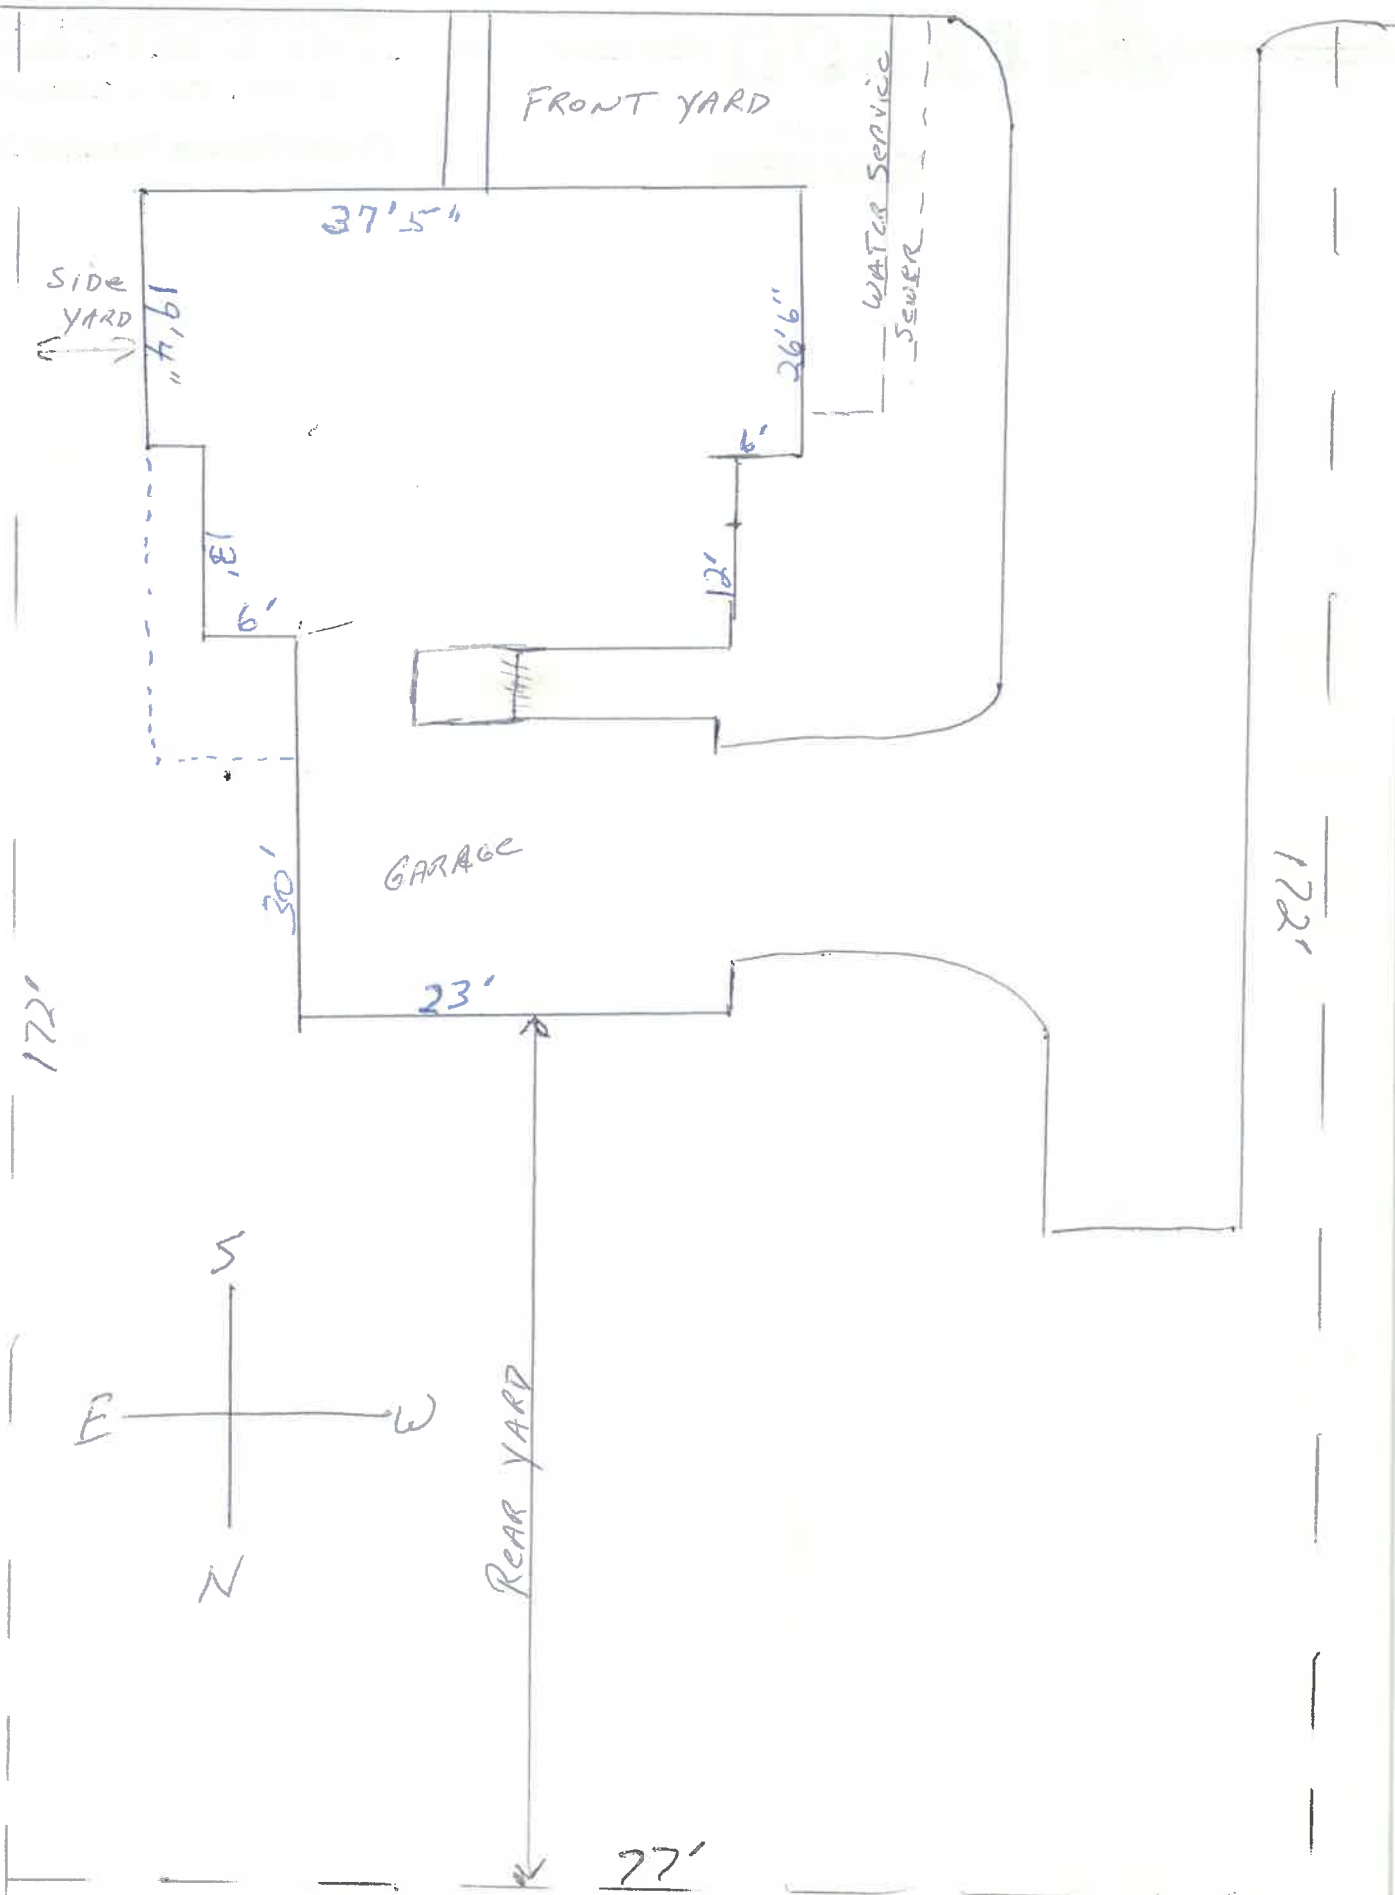 FRONT YARD
WATER SERVICE
SEWER
37'5"
SIDE
YARD
19'4"
26'6"
6'
13'
12'
6'
GARAGE
30'
23'
172'
172'
S
E
W
N
REAR YARD
77'